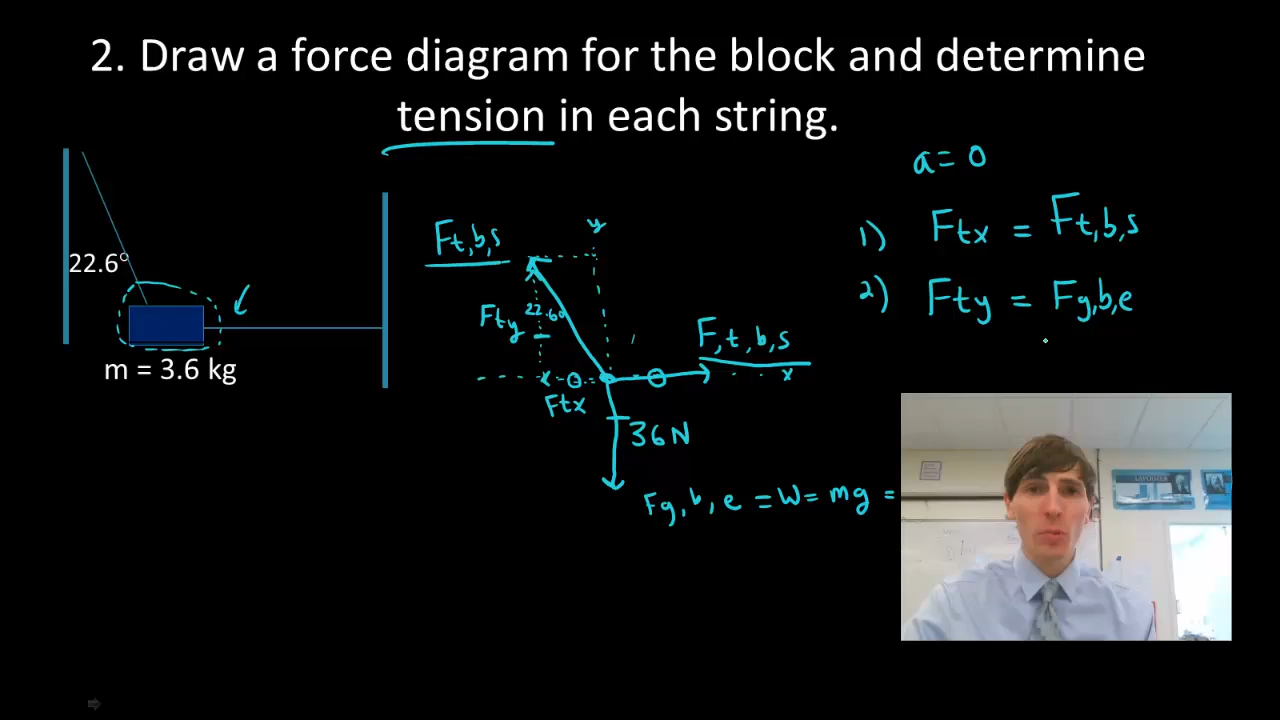 2. Draw a force diagram for the block and determine
tension in each string.
a = 0
1) Ftx = Ft,b,s
2) Fty = Fg,b,e
22.6°
m = 3.6 kg
Ft,b,s
y
Fty
22.6°
F,t,b,s
x
Ftx
36N
Fg,b,e = W = mg =